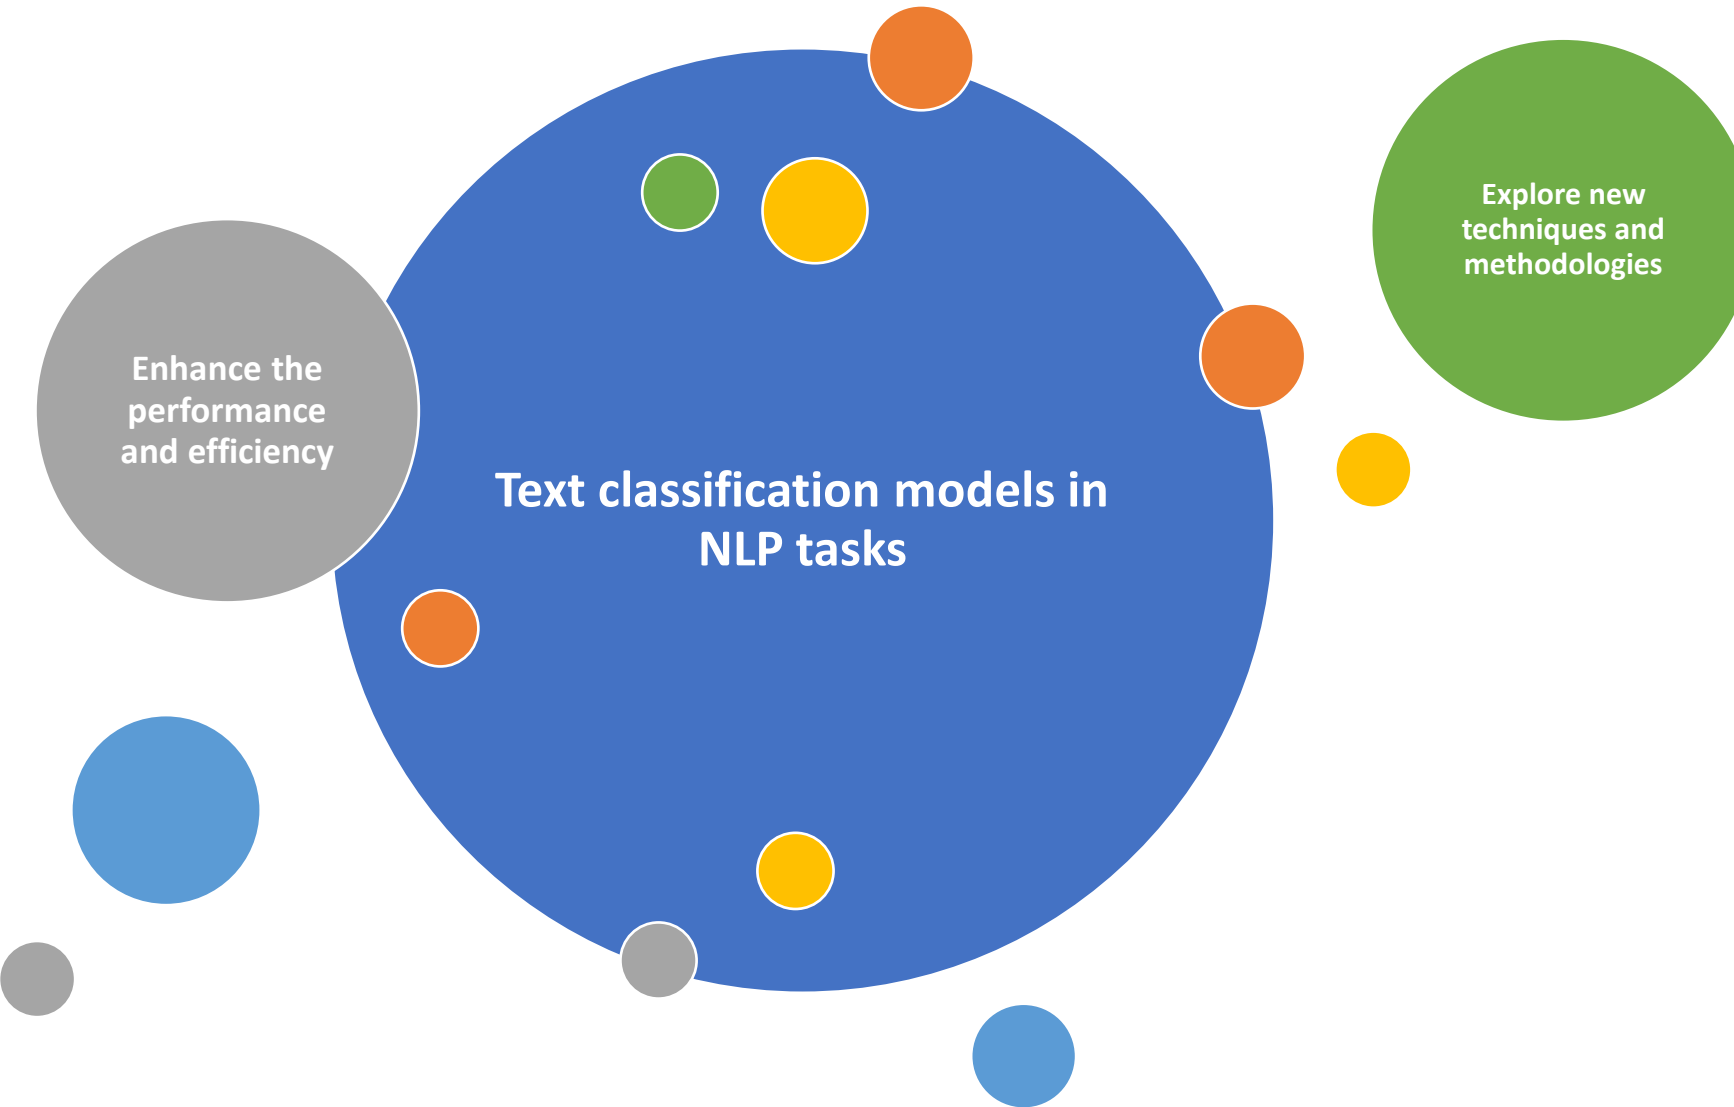 Explore new
techniques and
methodologies
Enhance the
performance
and efficiency
Text classification models in
NLP tasks